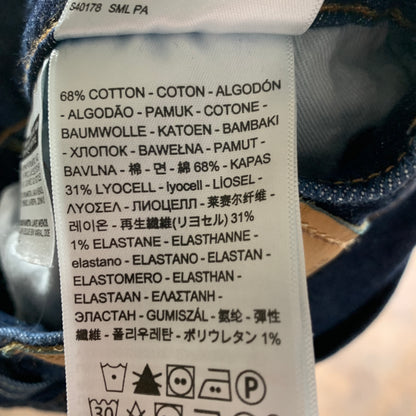 S40178 SML PA
68% COTTON - COTON - ALGODÓN
- ALGODÃO - PAMUK - COTONE -
BAUMWOLLE - KATOEN - BAMBAKI
- ХЛОПОК - BAWEŁNA - PAMUT -
BAVLNA - 棉 - 면 - 綿 68% - KAPAS
31% LYOCELL - lyocell - LİOSEL -
ΛΥΟΣΕΛ - ЛИОЦЕЛЛ - 莱赛尔纤维 -
레이온 - 再生繊維(リヨセル) 31%
1% ELASTANE - ELASTHANNE -
elastano - ELASTANO - ELASTAN -
ELASTOMERO - ELASTHAN -
ELASTAAN - ΕΛΑΣΤΑΝΗ -
ЭЛАСТАН - GUMISZÁL - 氨纶 - 彈性
纖維 - 폴리우레탄 - ポリウレタン 1%
30
P